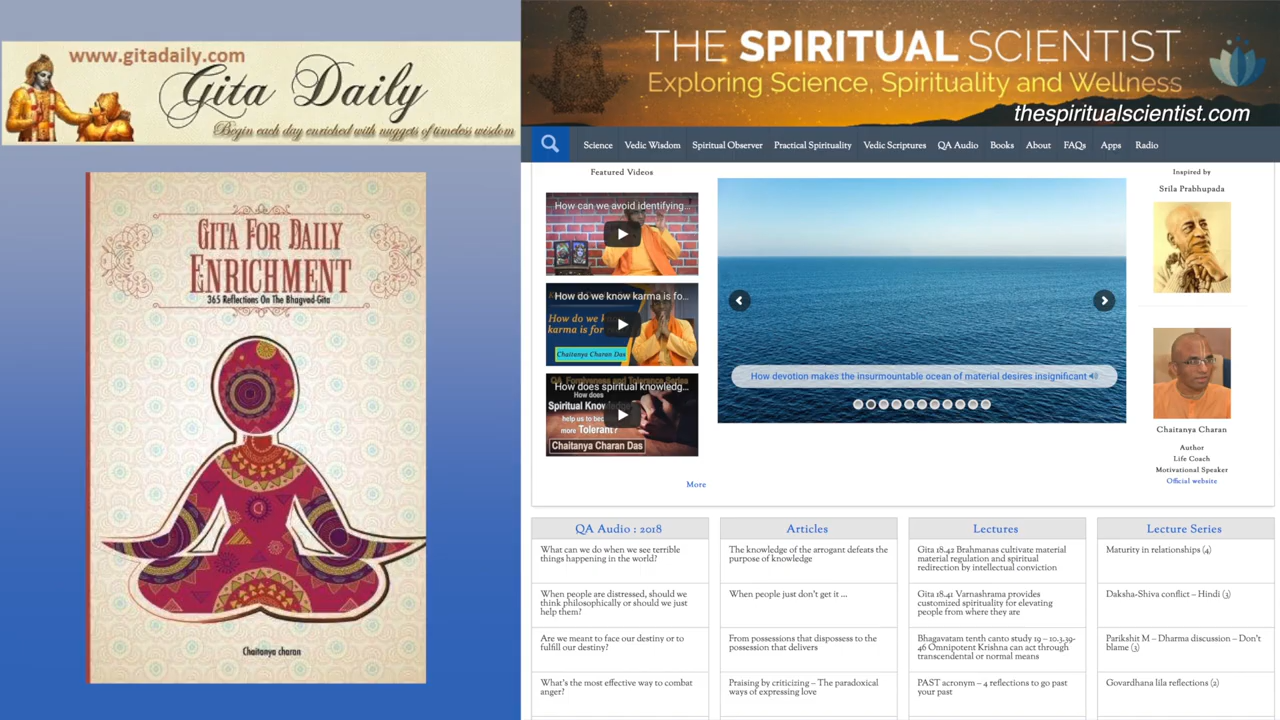 www.gitadaily.com
Gita Daily
Begin each day enriched with nuggets of timeless wisdom
GITA FOR DAILY
ENRICHMENT
365 Reflections On The Bhagvad-Gita
Chaitanya charan
THE SPIRITUAL SCIENTIST
Exploring Science, Spirituality and Wellness
thespiritualscientist.com
Science Vedic Wisdom Spiritual Observer Practical Spirituality Vedic Scriptures QA Audio Books About FAQs Apps Radio
Featured Videos
How can we avoid identifying...
How do we know karma is fo...
How do we k
karma is for
Chaitanya Charan Das
QA Forgiveness and Tolerance Series
How does spiritual knowledg...
How does
Spiritual Know
help us to be
more Tolerant?
Chaitanya Charan Das
More
How devotion makes the insurmountable ocean of material desires insignificant
Inspired by
Srila Prabhupada
Chaitanya Charan
Author
Life Coach
Motivational Speaker
Official website
QA Audio : 2018
What can we do when we see terrible
things happening in the world?
When people are distressed, should we
think philosophically or should we just
help them?
Are we meant to face our destiny or to
fulfill our destiny?
What's the most effective way to combat
anger?
Articles
The knowledge of the arrogant defeats the
purpose of knowledge
When people just don't get it ...
From possessions that dispossess to the
possession that delivers
Praising by criticizing – The paradoxical
ways of expressing love
Lectures
Gita 18.42 Brahmanas cultivate material
material regulation and spiritual
redirection by intellectual conviction
Gita 18.41 Varnashrama provides
customized spirituality for elevating
people from where they are
Bhagavatam tenth canto study 19 – 10.3.39-
46 Omnipotent Krishna can act through
transcendental or normal means
PAST acronym – 4 reflections to go past
your past
Lecture Series
Maturity in relationships (4)
Daksha-Shiva conflict – Hindi (3)
Parikshit M – Dharma discussion – Don't
blame (3)
Govardhana lila reflections (2)